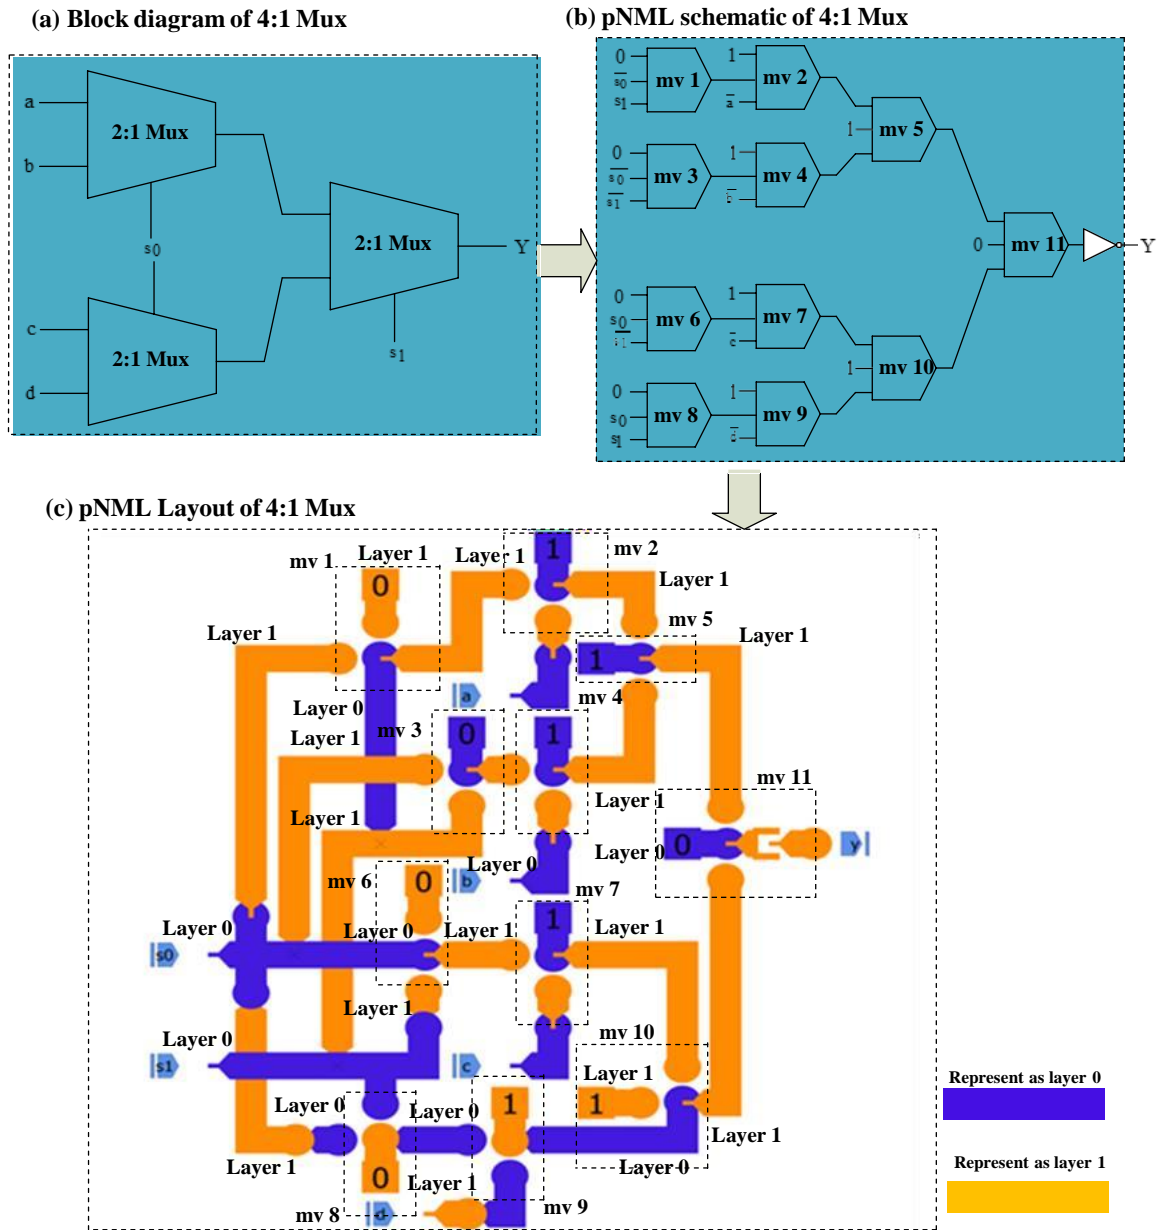 (a) Block diagram of 4:1 Mux
a
b
2:1 Mux
s0
c
d
2:1 Mux
2:1 Mux
s1
Y
(b) pNML schematic of 4:1 Mux
0
s̅0̅
s1
mv 1
1
a̅
mv 2
0
s̅0̅
s̅1̅
mv 3
1
mv 4
1
mv 5
0
s0
mv 6
1
c̅
mv 7
0
s0
s1
mv 8
1
mv 9
1
mv 10
0
mv 11
Y
(c) pNML Layout of 4:1 Mux
mv 1
Layer 1
0
Layer 1
1
mv 2
Layer 1
Layer 1
mv 5
1
Layer 1
a
mv 4
Layer 0
mv 3
0
1
Layer 1
mv 11
Layer 1
Layer 1
Layer 0
0
y
mv 6
0
b
Layer 0
mv 7
1
Layer 0
s0
Layer 0
Layer 1
Layer 1
Layer 1
Layer 0
s1
c
mv 10
Layer 1
1
1
Layer 0
Layer 0
Layer 1
Layer 1
0
Layer 1
Layer 0
mv 8
d
mv 9
Represent as layer 0
Represent as layer 1